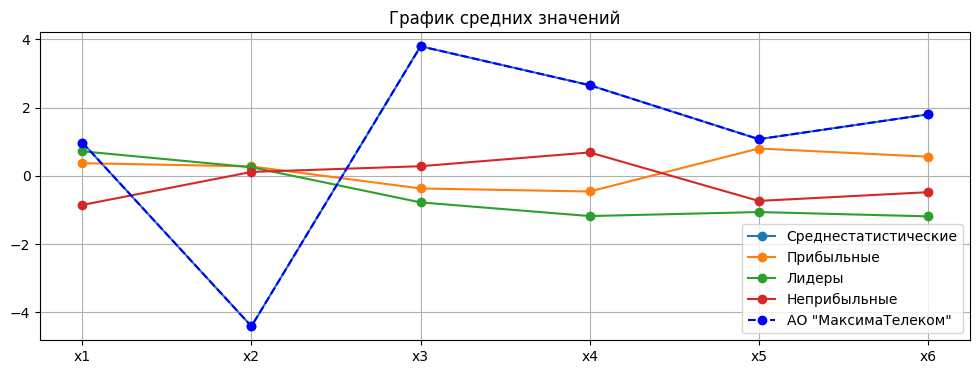 График средних значений
4
2
0
−2
−4
x1 x2 x3 x4 x5 x6
Среднестатистические
Прибыльные
Лидеры
Неприбыльные
АО "МаксимаТелеком"